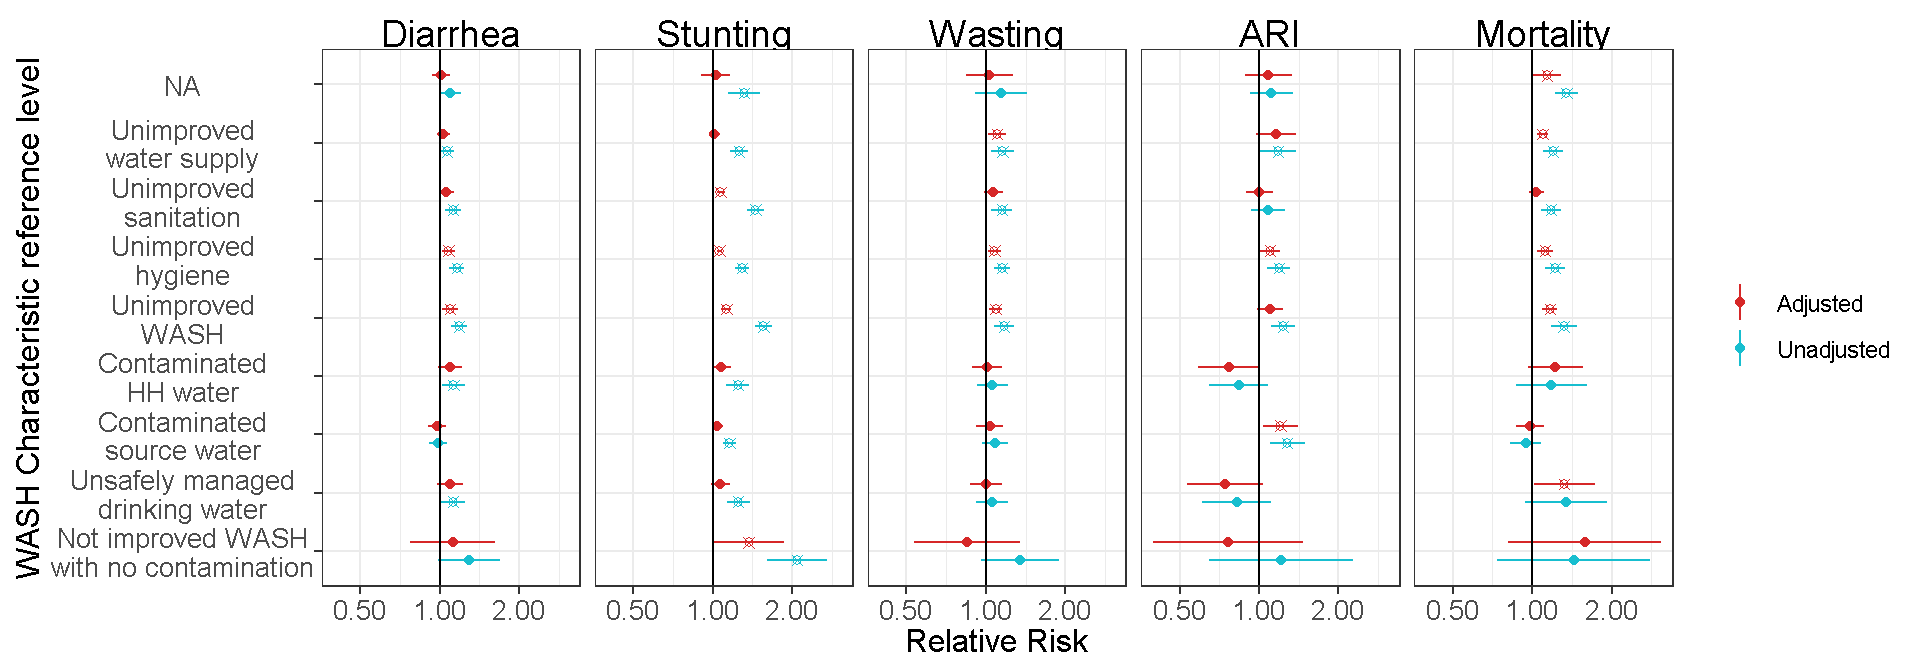 Diarrhea Stunting Wasting ARI Mortality
WASH Characteristic reference level
NA
Unimproved
water supply
Unimproved
sanitation
Unimproved
hygiene
Unimproved
WASH
Contaminated
HH water
Contaminated
source water
Unsafely managed
drinking water
Not improved WASH
with no contamination
0.50 1.00 2.00 0.50 1.00 2.00 0.50 1.00 2.00 0.50 1.00 2.00 0.50 1.00 2.00
Relative Risk
Adjusted
Unadjusted